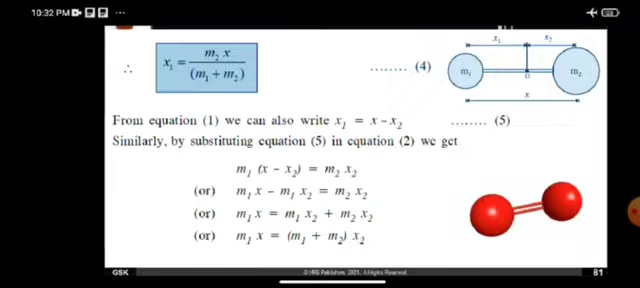 10:32 PM
∴ x₁ = m₂ x / (m₁ + m₂) ........ (4)
x₁ x₂
m₁ o m₂
x
From equation (1) we can also write x₁ = x – x₂ ........ (5)
Similarly, by substituting equation (5) in equation (2) we get
m₁ (x – x₂) = m₂ x₂
(or) m₁ x – m₁ x₂ = m₂ x₂
(or) m₁ x = m₁ x₂ + m₂ x₂
(or) m₁ x = (m₁ + m₂) x₂
GSK 81